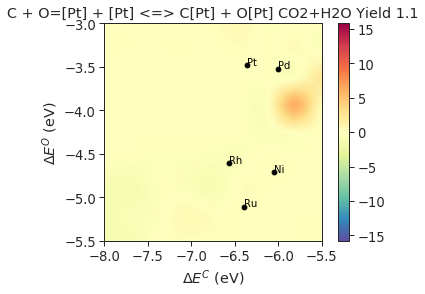 C + O=[Pt] + [Pt] <=> C[Pt] + O[Pt] CO2+H2O Yield 1.1
−3.0
−3.5
−4.0
−4.5
−5.0
−5.5
ΔE^O (eV)
Pt
Pd
Rh
Ni
Ru
−8.0 −7.5 −7.0 −6.5 −6.0 −5.5
ΔE^C (eV)
15
10
5
0
−5
−10
−15